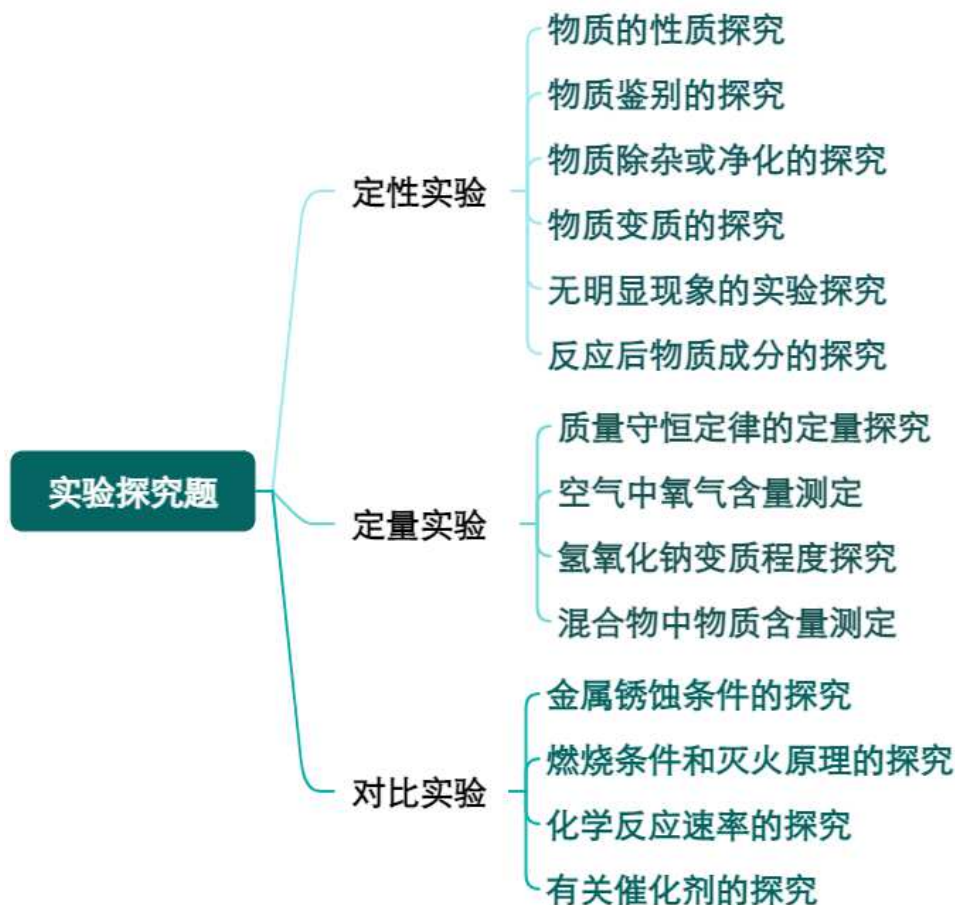 实验探究题
定性实验
物质的性质探究
物质鉴别的探究
物质除杂或净化的探究
物质变质的探究
无明显现象的实验探究
反应后物质成分的探究
定量实验
质量守恒定律的定量探究
空气中氧气含量测定
氢氧化钠变质程度探究
混合物中物质含量测定
对比实验
金属锈蚀条件的探究
燃烧条件和灭火原理的探究
化学反应速率的探究
有关催化剂的探究